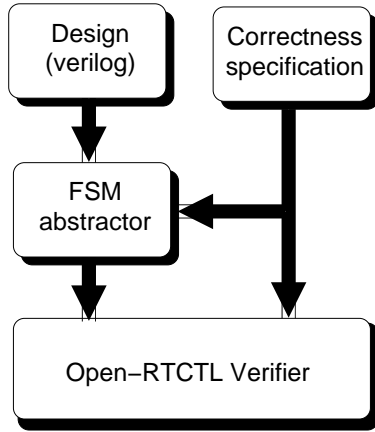 Design
(verilog)
Correctness
specification
FSM
abstractor
Open−RTCTL Verifier